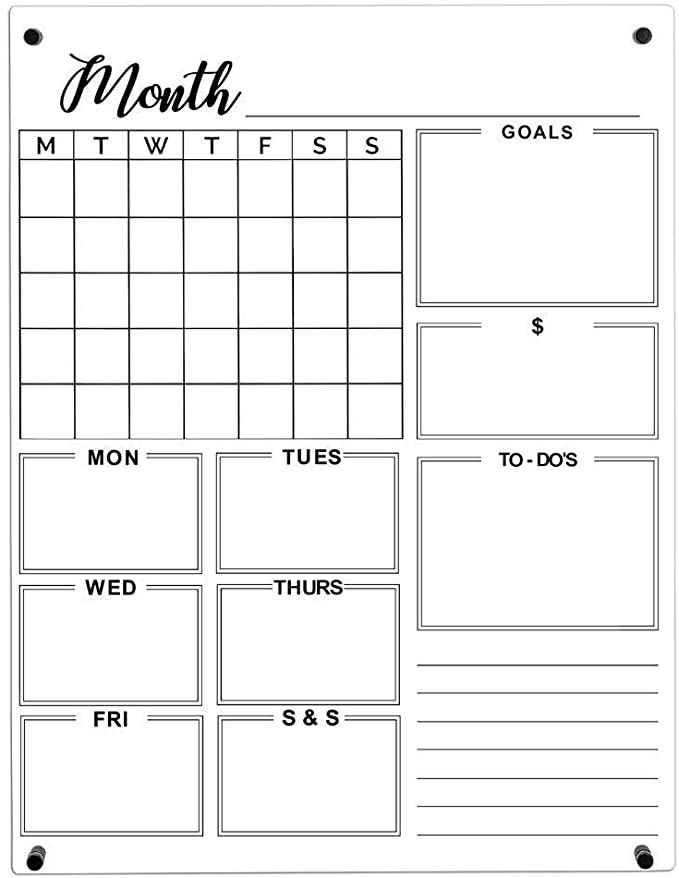 Month
M T W T F S S
GOALS
$
MON TUES
TO-DO'S
WED THURS
FRI S & S